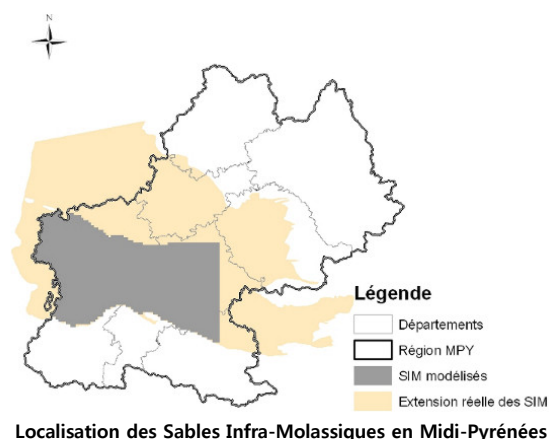 N
Légende
Départements
Région MPY
SIM modélisés
Extension réelle des SIM
Localisation des Sables Infra-Molassiques en Midi-Pyrénées